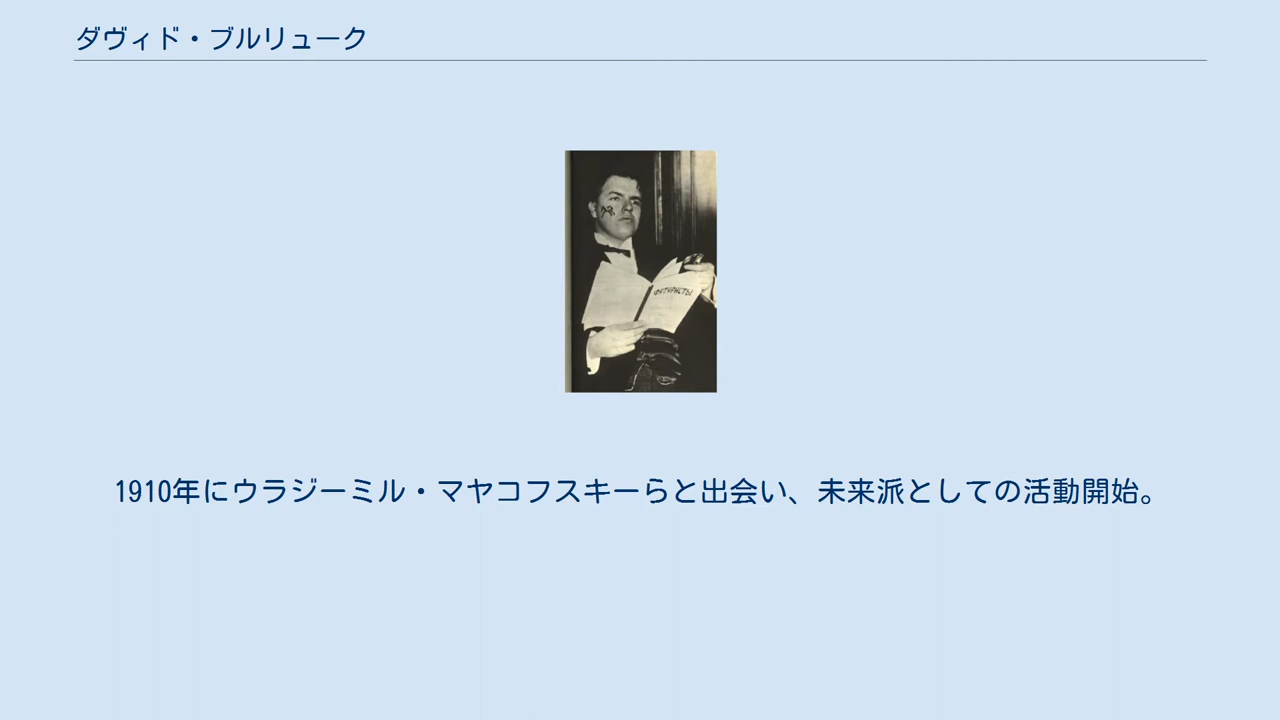 ダヴィド・ブルリューク
ФУТУРИСТЫ
1910年にウラジーミル・マヤコフスキーらと出会い、未来派としての活動開始。